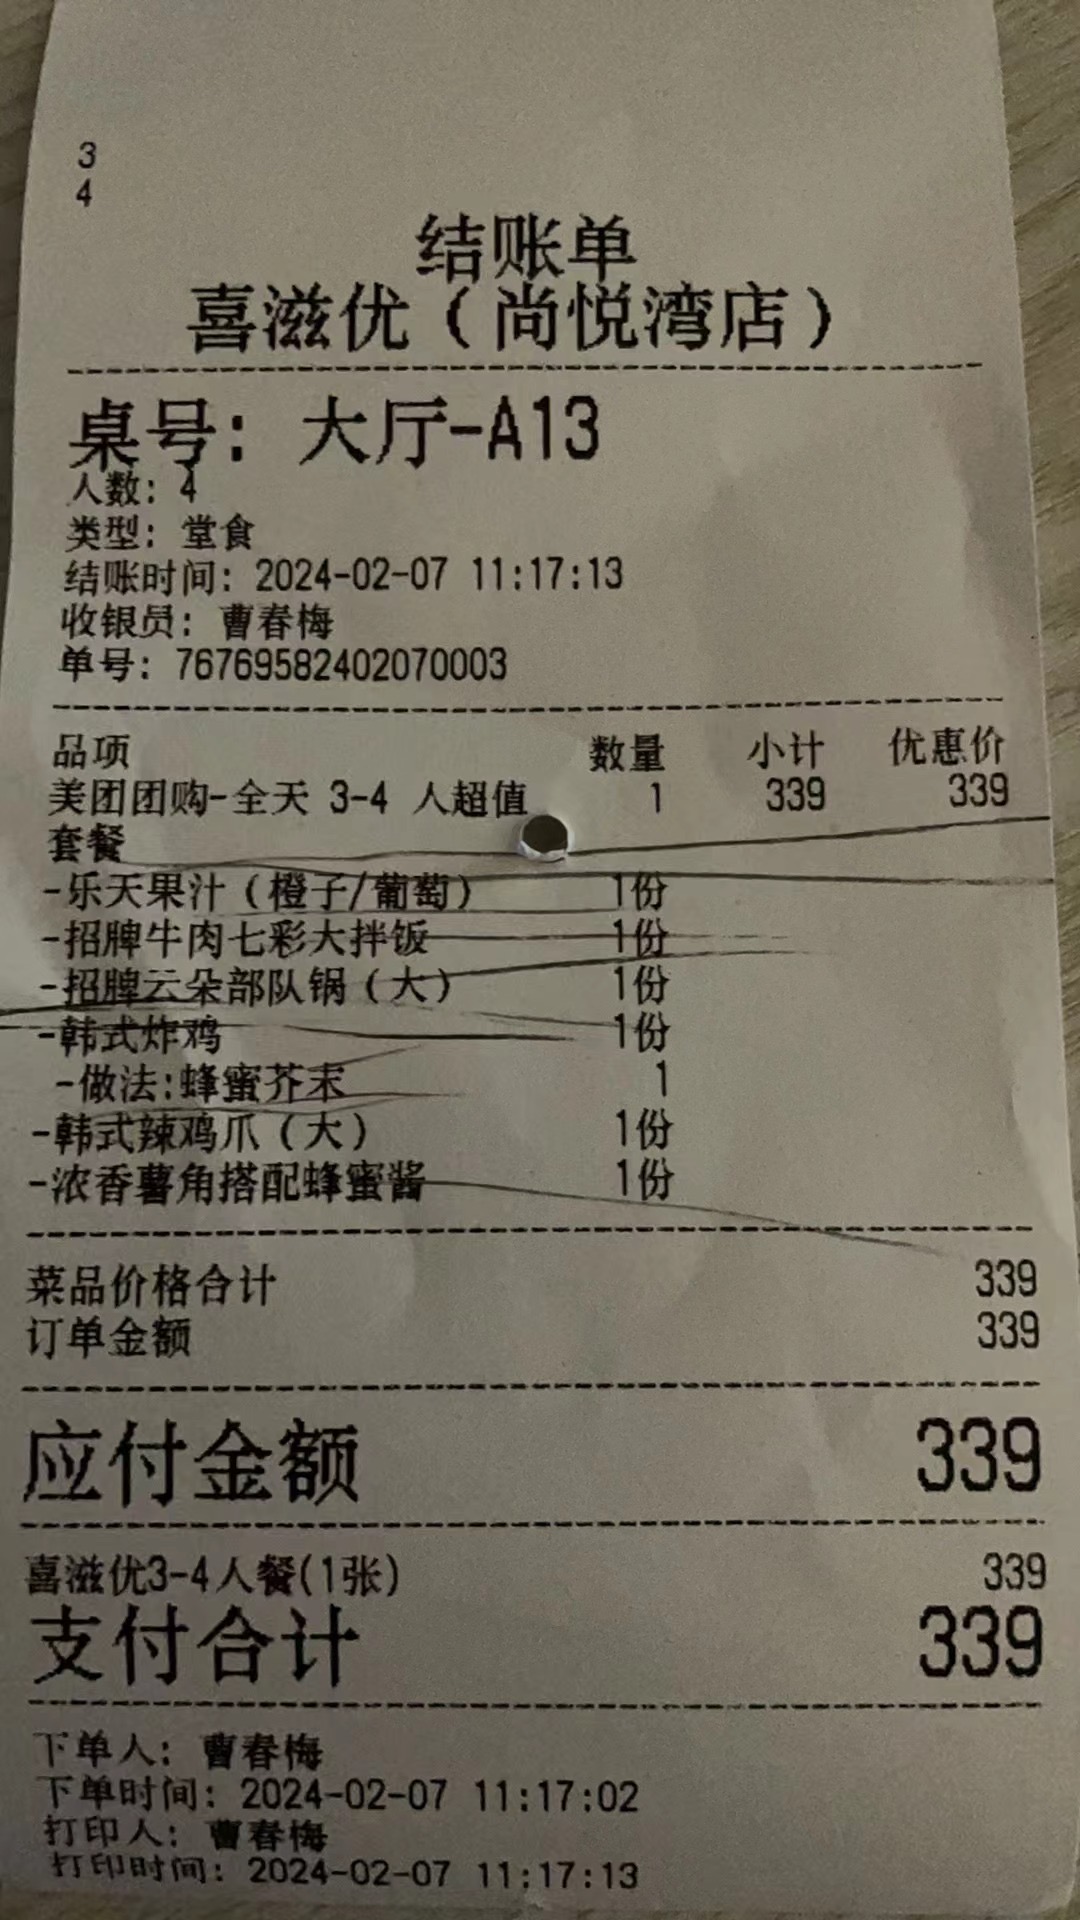 3
4
结账单
喜滋优（尚悦湾店）
桌号：大厅-A13
人数：4
类型：堂食
结账时间：2024-02-07 11:17:13
收银员：曹春梅
单号：76769582402070003
品项 数量 小计 优惠价
美团团购-全天 3-4 人超值 1 339 339
套餐
-乐天果汁（橙子/葡萄） 1份
-招牌牛肉七彩大拌饭 1份
-招牌云朵部队锅（大） 1份
-韩式炸鸡 1份
-做法:蜂蜜芥末 1
-韩式辣鸡爪（大） 1份
-浓香薯角搭配蜂蜜酱 1份
菜品价格合计 339
订单金额 339
应付金额 339
喜滋优3-4人餐(1张) 339
支付合计 339
下单人：曹春梅
下单时间：2024-02-07 11:17:02
打印人：曹春梅
打印时间：2024-02-07 11:17:13